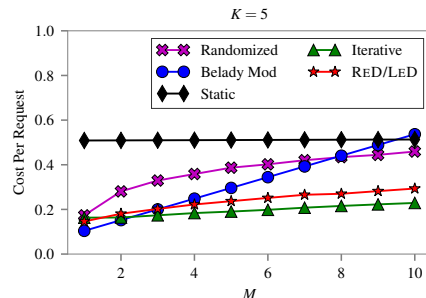 K = 5
Cost Per Request
1.0
0.8
0.6
0.4
0.2
0.0
Randomized
Belady Mod
Static
Iterative
RED/LED
2
4
6
8
10
M